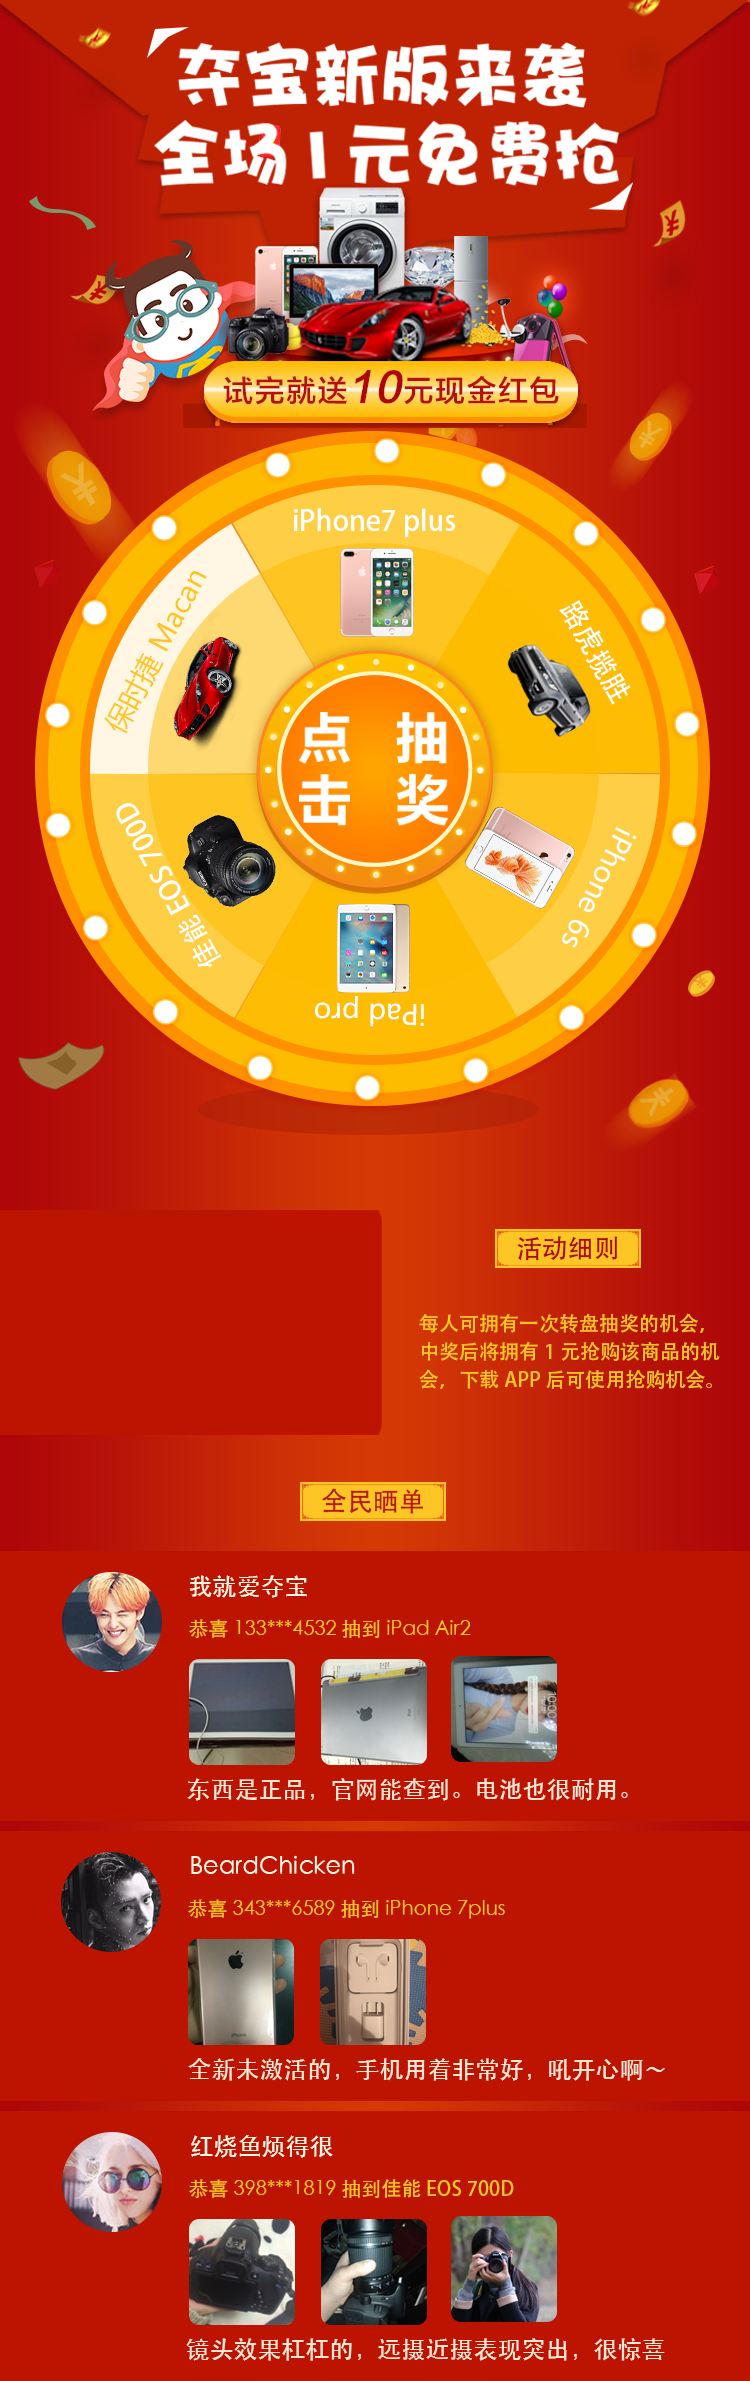 夺宝新版来袭
全场1元免费抢
试完就送10元现金红包
iPhone7 plus
路虎揽胜
iPhone 6s
iPad pro
佳能 EOS 700D
保时捷 Macan
点 抽
击 奖
活动细则
每人可拥有一次转盘抽奖的机会，
中奖后将拥有 1 元抢购该商品的机
会， 下载 APP 后可使用抢购机会。
全民晒单
我就爱夺宝
恭喜 133***4532 抽到 iPad Air2
东西是正品，官网能查到。电池也很耐用。
BeardChicken
恭喜 343***6589 抽到 iPhone 7plus
全新未激活的，手机用着非常好，吼开心啊～
红烧鱼烦得很
恭喜 398***1819 抽到佳能 EOS 700D
镜头效果杠杠的，远摄近摄表现突出，很惊喜